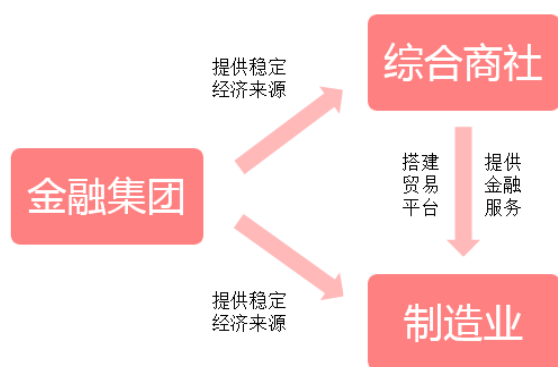 提供稳定
经济来源
综合商社
金融集团
搭建
贸易
平台
提供
金融
服务
提供稳定
经济来源
制造业